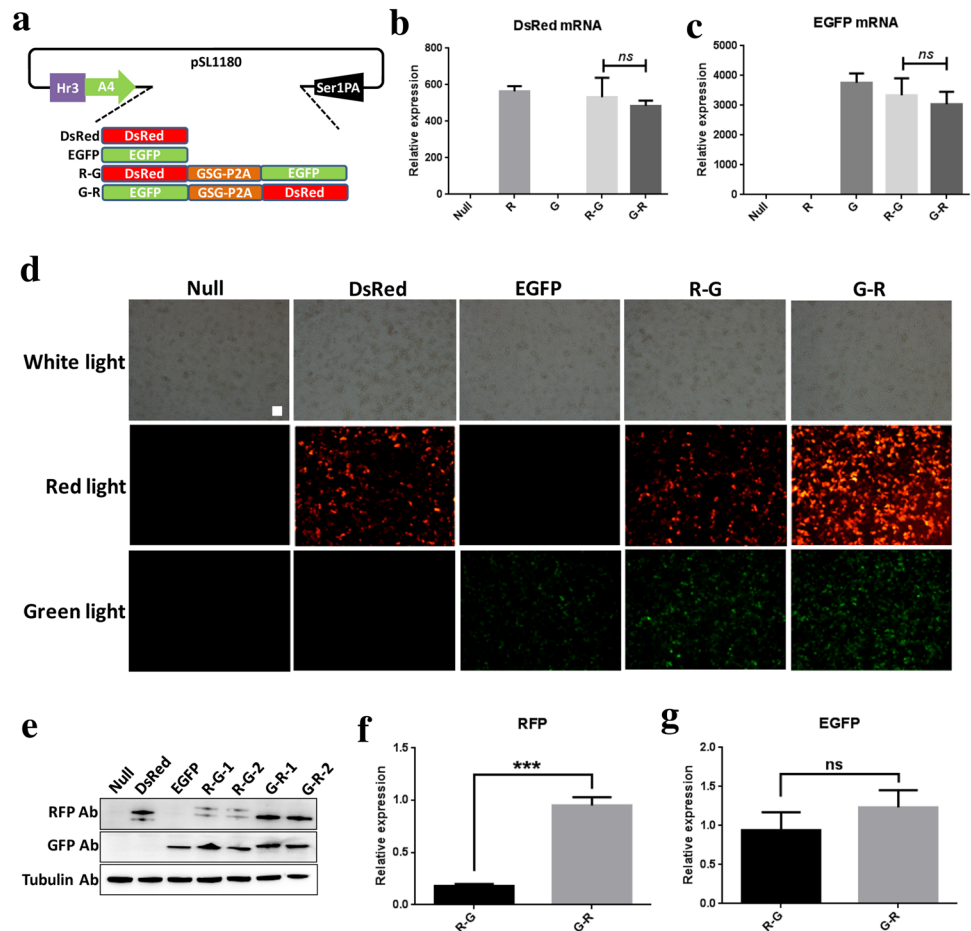 a
pSL1180
Hr3
A4
Ser1PA
DsRed DsRed
EGFP EGFP
R-G DsRed GSG-P2A EGFP
G-R EGFP GSG-P2A DsRed
b
DsRed mRNA
Relative expression
800
600
400
200
0
ns
Null R G R-G G-R
c
EGFP mRNA
Relative expression
5000
4000
3000
2000
1000
0
ns
Null R G R-G G-R
d
Null DsRed EGFP R-G G-R
White light
Red light
Green light
e
Null DsRed EGFP R-G-1 R-G-2 G-R-1 G-R-2
RFP Ab
GFP Ab
Tubulin Ab
f
RFP
Relative expression
1.5
1.0
0.5
0.0
***
R-G G-R
g
EGFP
Relative expression
2.0
1.5
1.0
0.5
0.0
ns
R-G G-R